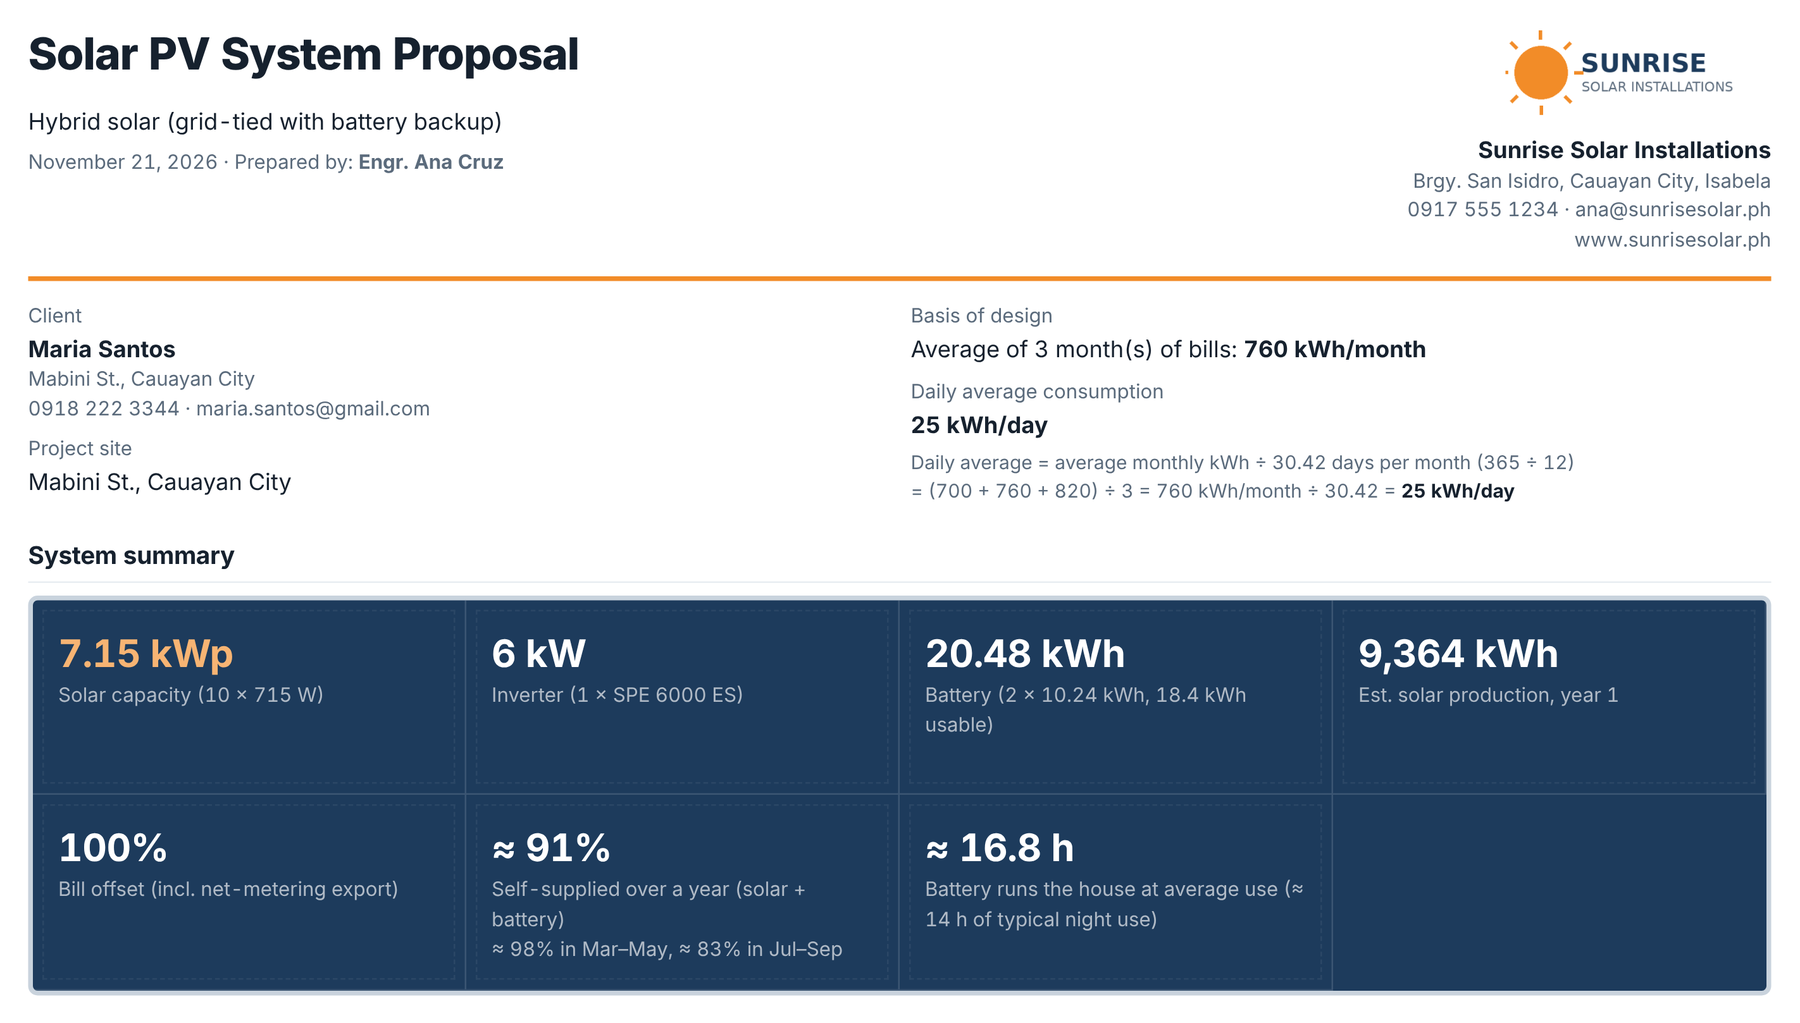 Solar PV System Proposal
Hybrid solar (grid-tied with battery backup)
November 21, 2026 · Prepared by: Engr. Ana Cruz
SUNRISE
SOLAR INSTALLATIONS
Sunrise Solar Installations
Brgy. San Isidro, Cauayan City, Isabela
0917 555 1234 · ana@sunrisesolar.ph
www.sunrisesolar.ph
Client
Maria Santos
Mabini St., Cauayan City
0918 222 3344 · maria.santos@gmail.com
Project site
Mabini St., Cauayan City
Basis of design
Average of 3 month(s) of bills: 760 kWh/month
Daily average consumption
25 kWh/day
Daily average = average monthly kWh ÷ 30.42 days per month (365 ÷ 12)
= (700 + 760 + 820) ÷ 3 = 760 kWh/month ÷ 30.42 = 25 kWh/day
System summary
7.15 kWp
Solar capacity (10 × 715 W)
6 kW
Inverter (1 × SPE 6000 ES)
20.48 kWh
Battery (2 × 10.24 kWh, 18.4 kWh
usable)
9,364 kWh
Est. solar production, year 1
100%
Bill offset (incl. net-metering export)
≈ 91%
Self-supplied over a year (solar +
battery)
≈ 98% in Mar–May, ≈ 83% in Jul–Sep
≈ 16.8 h
Battery runs the house at average use (≈
14 h of typical night use)